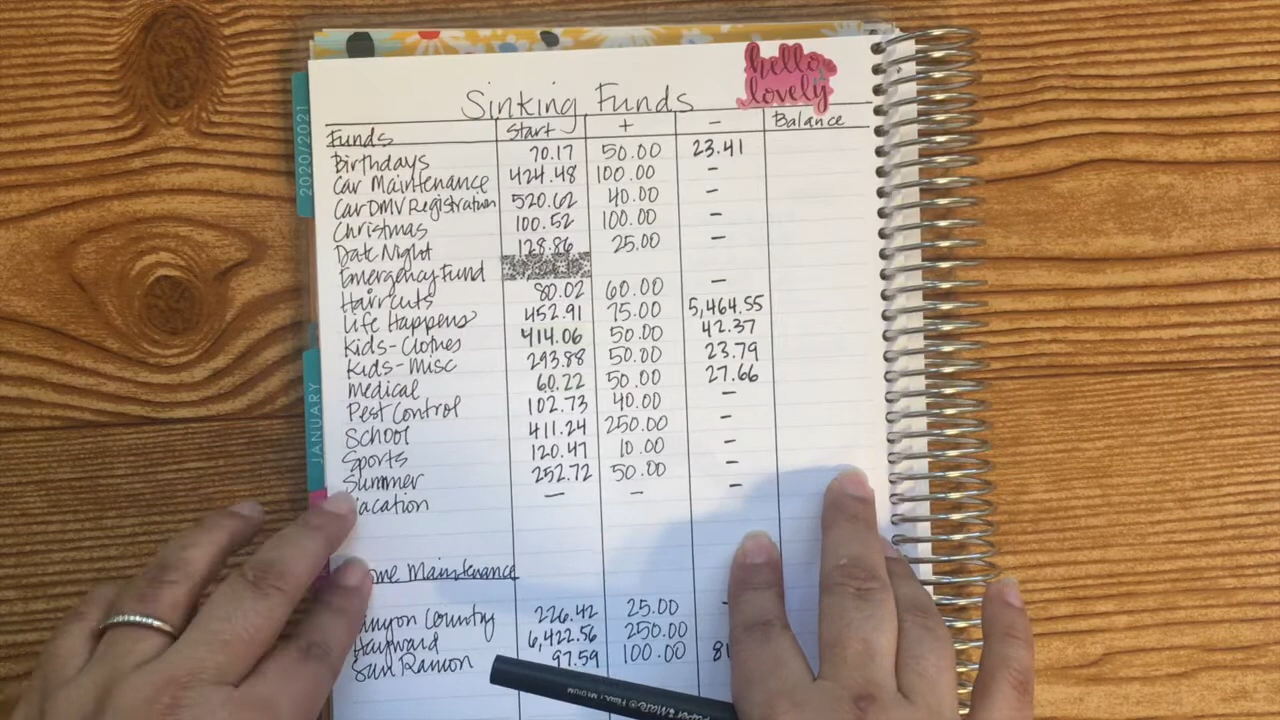 hello
lovely
Sinking Funds
Funds Start + - Balance
Birthdays 70.17 50.00 23.41
Car Maintenance 424.48 100.00 -
Car DMV Registration 520.62 40.00 -
Christmas 100.52 100.00 -
Date Night 128.86 25.00 -
Emergency Fund
Haircuts 80.02 60.00 -
Life Happens 452.91 75.00 5,464.55
Kids-Clothes 414.06 50.00 42.37
Kids-Misc 293.88 50.00 23.79
Medical 60.22 50.00 27.66
Pest Control 102.73 40.00 -
School 411.24 250.00 -
Sports 120.47 10.00 -
Summer 252.72 50.00 -
acation - - -
ome Maintenance
anyon Country 226.42 25.00 -
Hayward 6,422.56 250.00
San Ramon 97.59 100.00
2020/2021
JANUARY